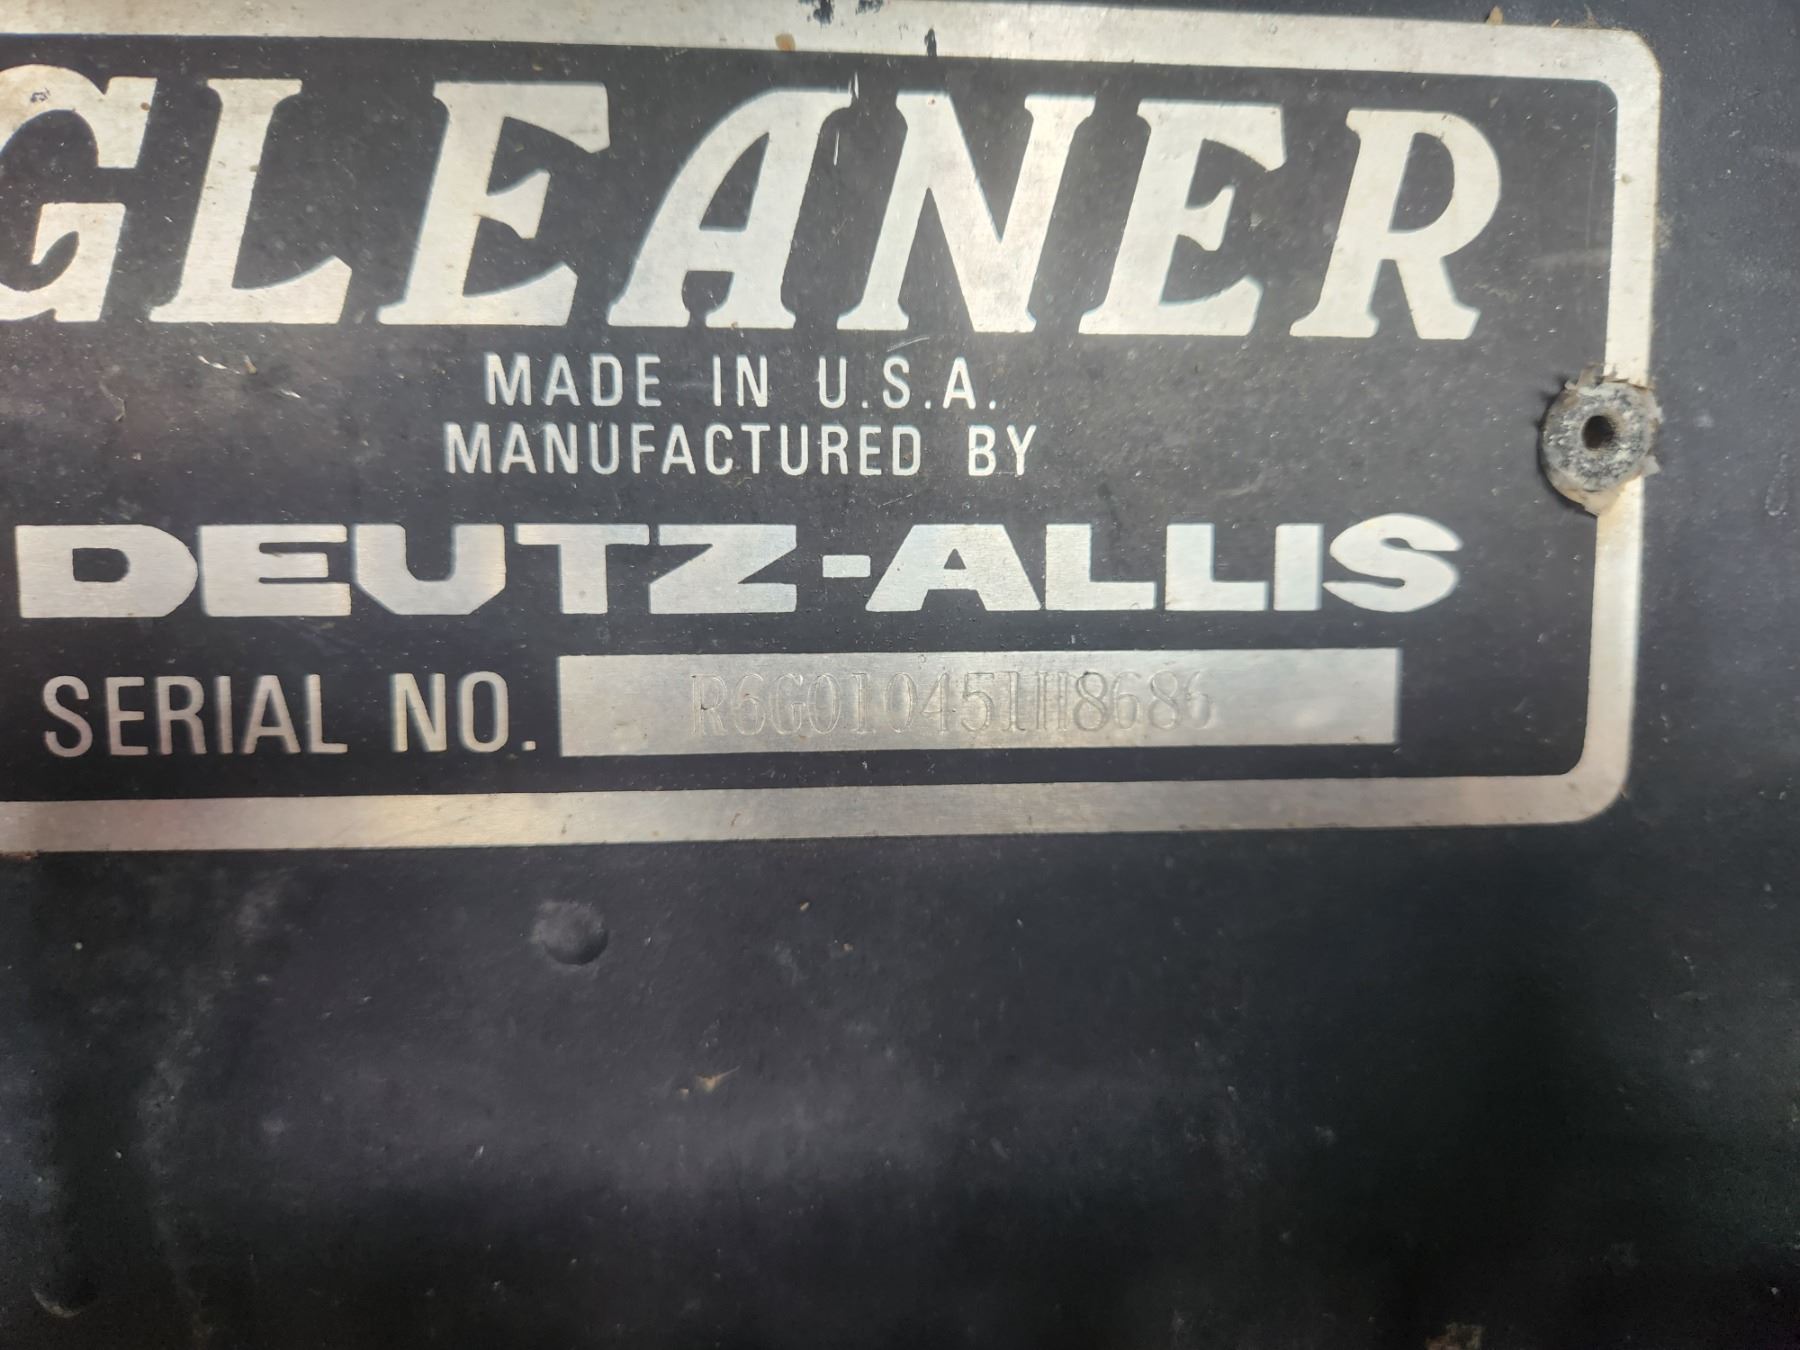 GLEANER
MADE IN U.S.A.
MANUFACTURED BY
DEUTZ-ALLIS
SERIAL NO.